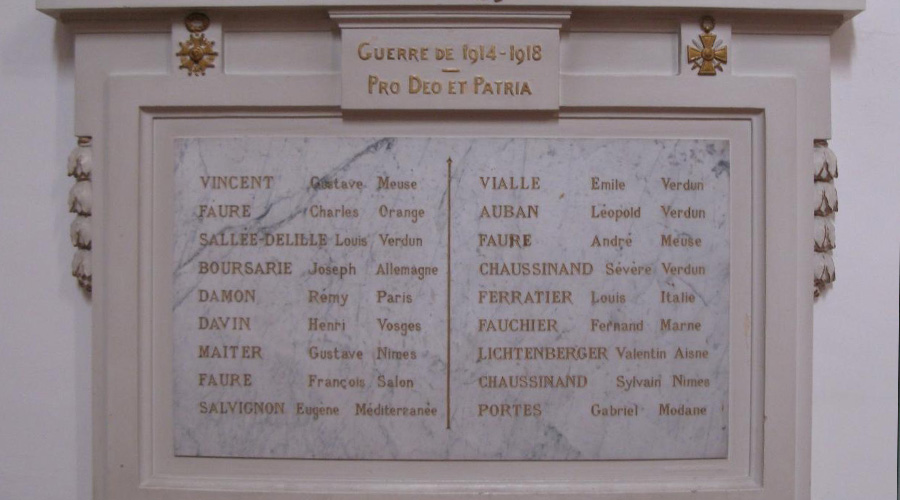 GUERRE DE 1914-1918
PRO DEO ET PATRIA
VINCENT Gustave Meuse
FAURE Charles Orange
SALLÉE-DELILLE Louis Verdun
BOURSARIE Joseph Allemagne
DAMON Rémy Paris
DAVIN Henri Vosges
MAITER Gustave Nimes
FAURE François Salon
SALVIGNON Eugene Méditerranée
VIALLE Emile Verdun
AUBAN Léopold Verdun
FAURE André Meuse
CHAUSSINAND Sévère Verdun
FERRATIER Louis Italie
FAUCHIER Fernand Marne
LICHTENBERGER Valentin Aisne
CHAUSSINAND Sylvain Nimes
PORTES Gabriel Modane